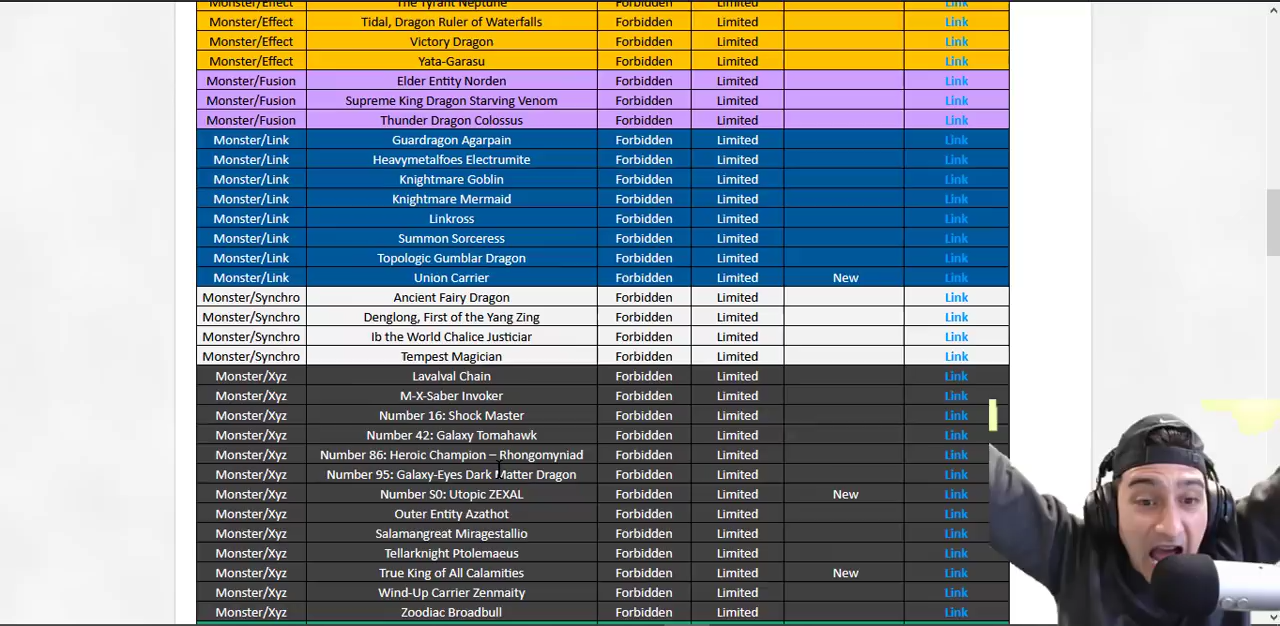 Monster/Effect The Tyrant Neptune Forbidden Limited Link
Monster/Effect Tidal, Dragon Ruler of Waterfalls Forbidden Limited Link
Monster/Effect Victory Dragon Forbidden Limited Link
Monster/Effect Yata-Garasu Forbidden Limited Link
Monster/Fusion Elder Entity Norden Forbidden Limited Link
Monster/Fusion Supreme King Dragon Starving Venom Forbidden Limited Link
Monster/Fusion Thunder Dragon Colossus Forbidden Limited Link
Monster/Link Guardragon Agarpain Forbidden Limited Link
Monster/Link Heavymetalfoes Electrumite Forbidden Limited Link
Monster/Link Knightmare Goblin Forbidden Limited Link
Monster/Link Knightmare Mermaid Forbidden Limited Link
Monster/Link Linkross Forbidden Limited Link
Monster/Link Summon Sorceress Forbidden Limited Link
Monster/Link Topologic Gumblar Dragon Forbidden Limited Link
Monster/Link Union Carrier Forbidden Limited New Link
Monster/Synchro Ancient Fairy Dragon Forbidden Limited Link
Monster/Synchro Denglong, First of the Yang Zing Forbidden Limited Link
Monster/Synchro Ib the World Chalice Justiciar Forbidden Limited Link
Monster/Synchro Tempest Magician Forbidden Limited Link
Monster/Xyz Lavalval Chain Forbidden Limited Link
Monster/Xyz M-X-Saber Invoker Forbidden Limited Link
Monster/Xyz Number 16: Shock Master Forbidden Limited Link
Monster/Xyz Number 42: Galaxy Tomahawk Forbidden Limited Link
Monster/Xyz Number 86: Heroic Champion – Rhongomyniad Forbidden Limited Link
Monster/Xyz Number 95: Galaxy-Eyes Dark Matter Dragon Forbidden Limited Link
Monster/Xyz Number S0: Utopic ZEXAL Forbidden Limited New Link
Monster/Xyz Outer Entity Azathot Forbidden Limited Link
Monster/Xyz Salamangreat Miragestallio Forbidden Limited Link
Monster/Xyz Tellarknight Ptolemaeus Forbidden Limited Link
Monster/Xyz True King of All Calamities Forbidden Limited New Link
Monster/Xyz Wind-Up Carrier Zenmaity Forbidden Limited Link
Monster/Xyz Zoodiac Broadbull Forbidden Limited Link